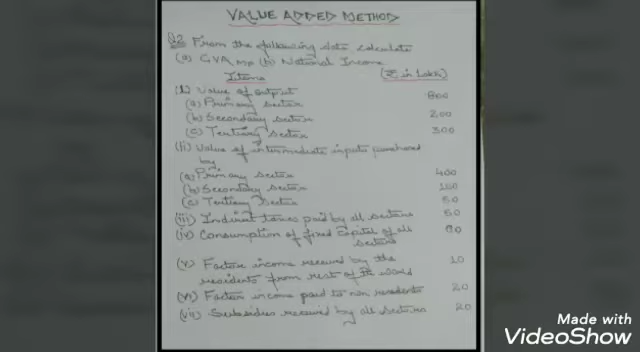 VALUE ADDED METHOD
Q2 From the following data calculate
(a) GVA MP (b) National Income
Items (₹ in Lakh)
(i) Value of output
(a) Primary sector 800
(b) Secondary sector 200
(c) Tertiary sector 300
(ii) Value of intermediate inputs purchased
by
(a) Primary sector 400
(b) Secondary sector 100
(c) Tertiary sector 50
(iii) Indirect taxes paid by all sectors 50
(iv) Consumption of fixed capital of all 80
sectors
(v) Factor income received by the 10
residents from rest of the world
(vi) Factor income paid to non residents 20
(vii) Subsidies received by all sectors 20
Made with
VideoShow